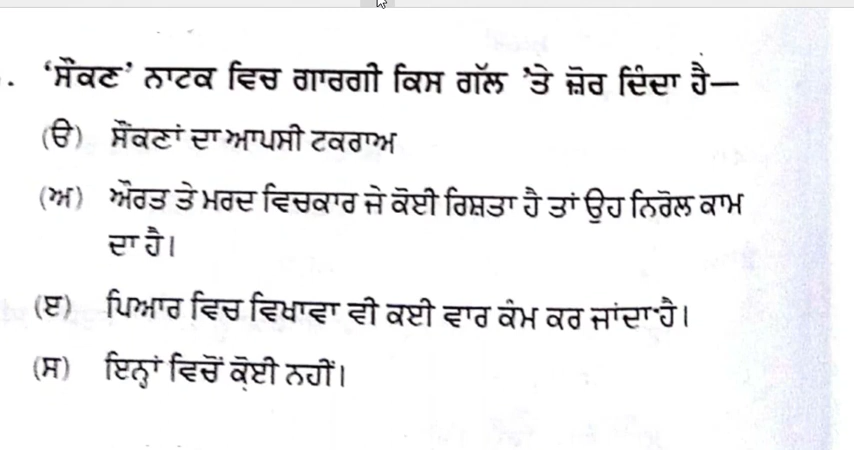 . ‘ਸੌਂਕਣ’ ਨਾਟਕ ਵਿਚ ਗਾਰਗੀ ਕਿਸ ਗੱਲ ’ਤੇ ਜ਼ੋਰ ਦਿੰਦਾ ਹੈ—
(ੳ) ਸੌਂਕਣਾਂ ਦਾ ਆਪਸੀ ਟਕਰਾਅ
(ਅ) ਔਰਤ ਤੇ ਮਰਦ ਵਿਚਕਾਰ ਜੇ ਕੋਈ ਰਿਸ਼ਤਾ ਹੈ ਤਾਂ ਉਹ ਨਿਰੋਲ ਕਾਮ
ਦਾ ਹੈ।
(ੲ) ਪਿਆਰ ਵਿਚ ਵਿਖਾਵਾ ਵੀ ਕਈ ਵਾਰ ਕੰਮ ਕਰ ਜਾਂਦਾ ਹੈ।
(ਸ) ਇਨ੍ਹਾਂ ਵਿਚੋਂ ਕੋਈ ਨਹੀਂ।